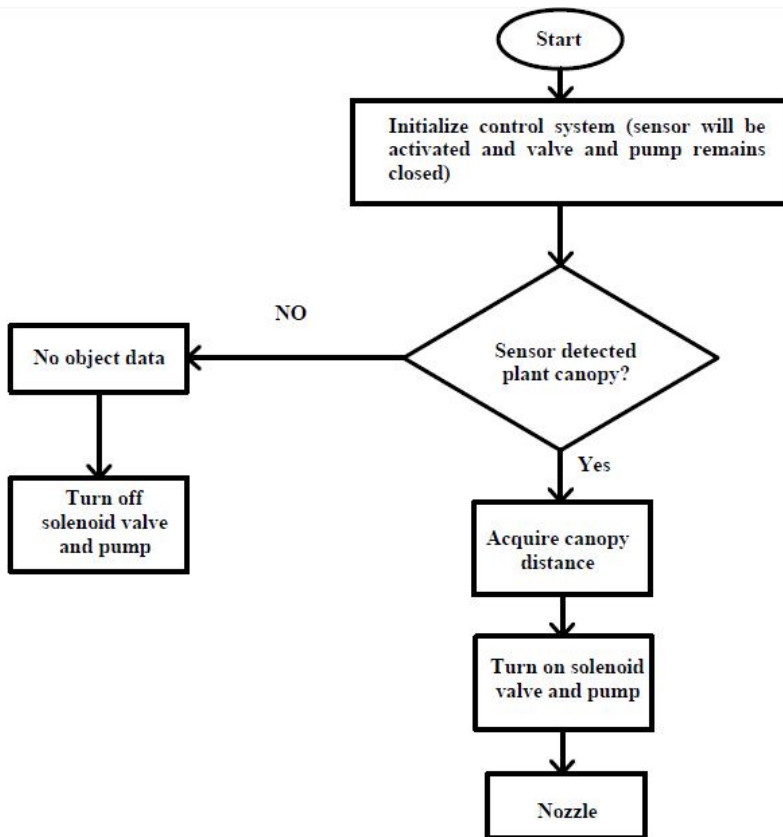 Start
Initialize control system (sensor will be
activated and valve and pump remains
closed)
NO
Sensor detected
plant canopy?
No object data
Yes
Turn off
solenoid valve
and pump
Acquire canopy
distance
Turn on solenoid
valve and pump
Nozzle